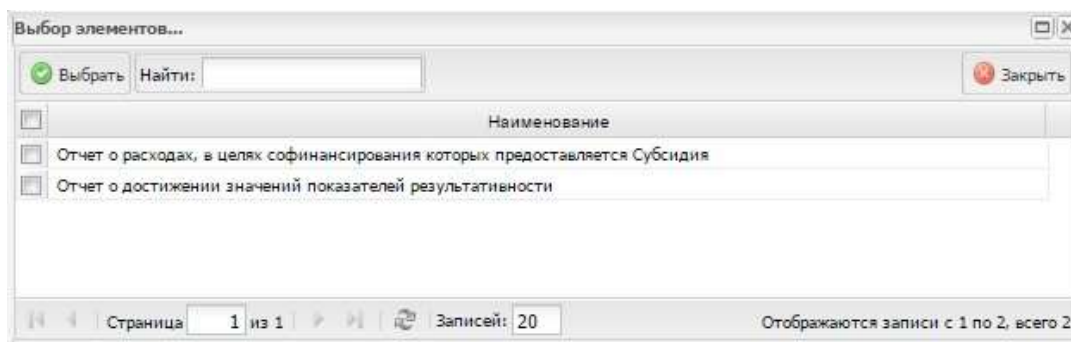 Выбор элементов...
Выбрать Найти: Закрыть
Наименование
Отчет о расходах, в целях софинансирования которых предоставляется Субсидия
Отчет о достижении значений показателей результативности
Страница 1 из 1 Записей: 20 Отображаются записи с 1 по 2, всего 2